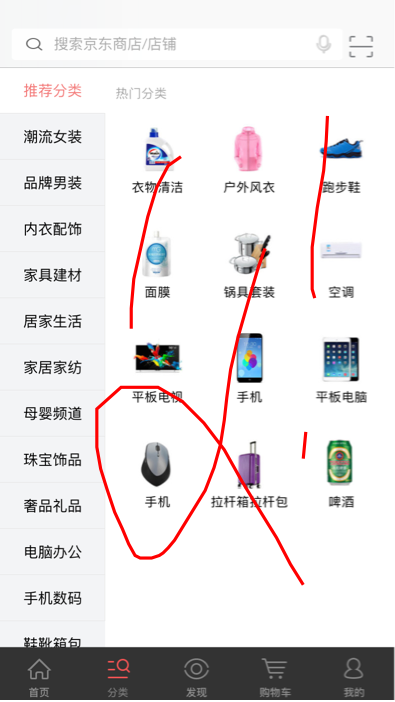 搜索京东商店/店铺
推荐分类
热门分类
潮流女装
品牌男装
内衣配饰
家具建材
居家生活
家居家纺
母婴频道
珠宝饰品
奢品礼品
电脑办公
手机数码
鞋靴箱包
衣物清洁 户外风衣 跑步鞋
面膜 锅具套装 空调
平板电视 手机 平板电脑
手机 拉杆箱拉杆包 啤酒
首页 分类 发现 购物车 我的